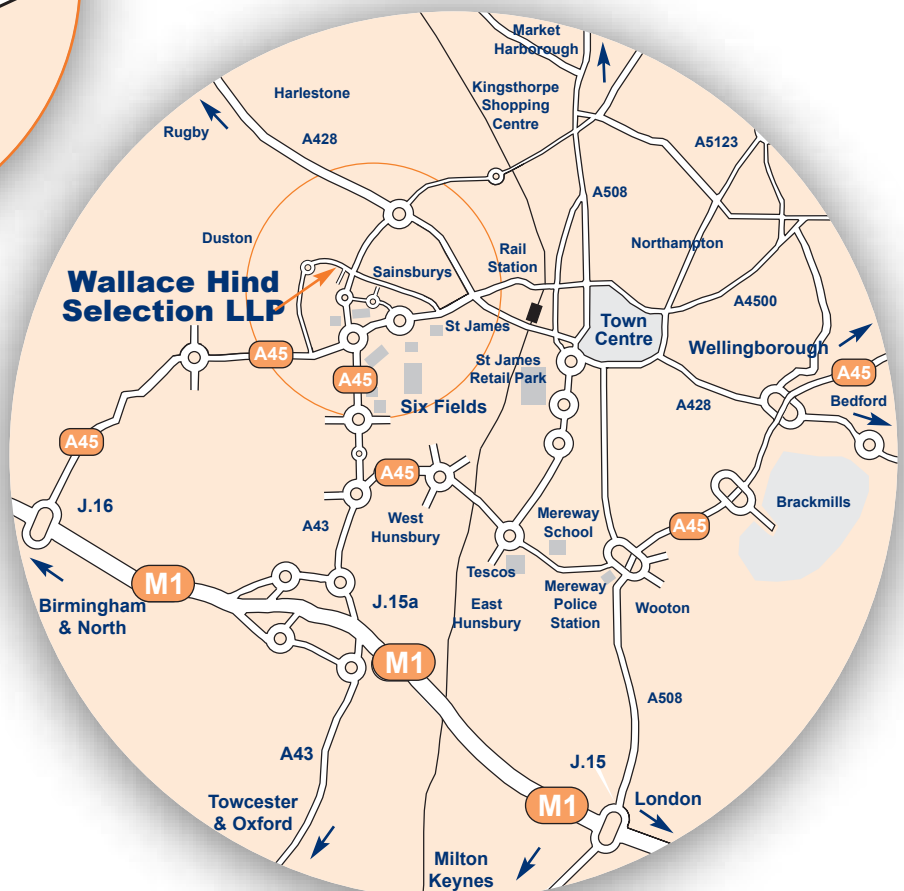 Market
Harborough
Kingsthorpe
Shopping
Centre
Harlestone
Rugby
A428
A5123
A508
Duston
Northampton
Rail
Station
Sainsburys
Wallace Hind
Selection LLP
A4500
St James
Town
Centre
Wellingborough
A45
A45
A45
St James
Retail Park
Bedford
Six Fields
A428
A45
A45
J.16
Brackmills
A43
West
Hunsbury
Mereway
School
A45
Tescos
M1
J.15a
East
Hunsbury
Mereway
Police
Station
Wooton
Birmingham
& North
M1
A508
A43
J.15
Towcester
& Oxford
M1
London
Milton
Keynes